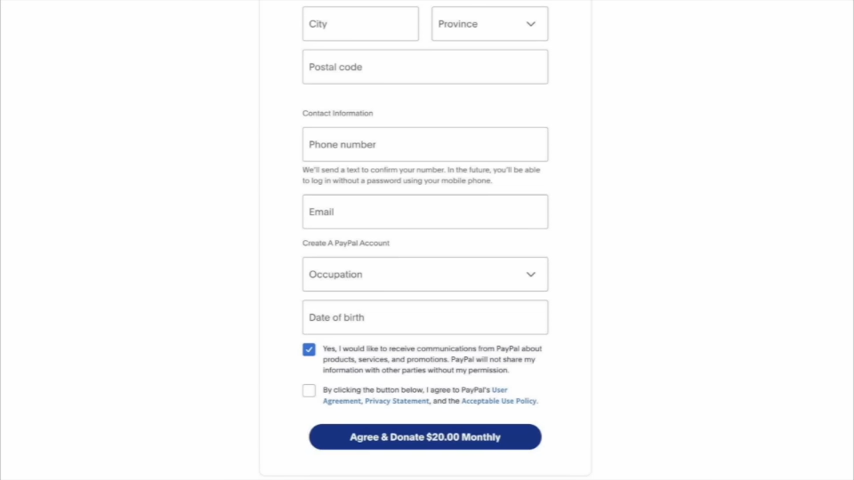 City
Province
Postal code
Contact Information
Phone number
We'll send a text to confirm your number. In the future, you'll be able
to log in without a password using your mobile phone.
Email
Create A PayPal Account
Occupation
Date of birth
Yes, I would like to receive communications from PayPal about
products, services, and promotions. PayPal will not share my
information with other parties without my permission.
By clicking the button below, I agree to PayPal's User
Agreement, Privacy Statement, and the Acceptable Use Policy.
Agree & Donate $20.00 Monthly